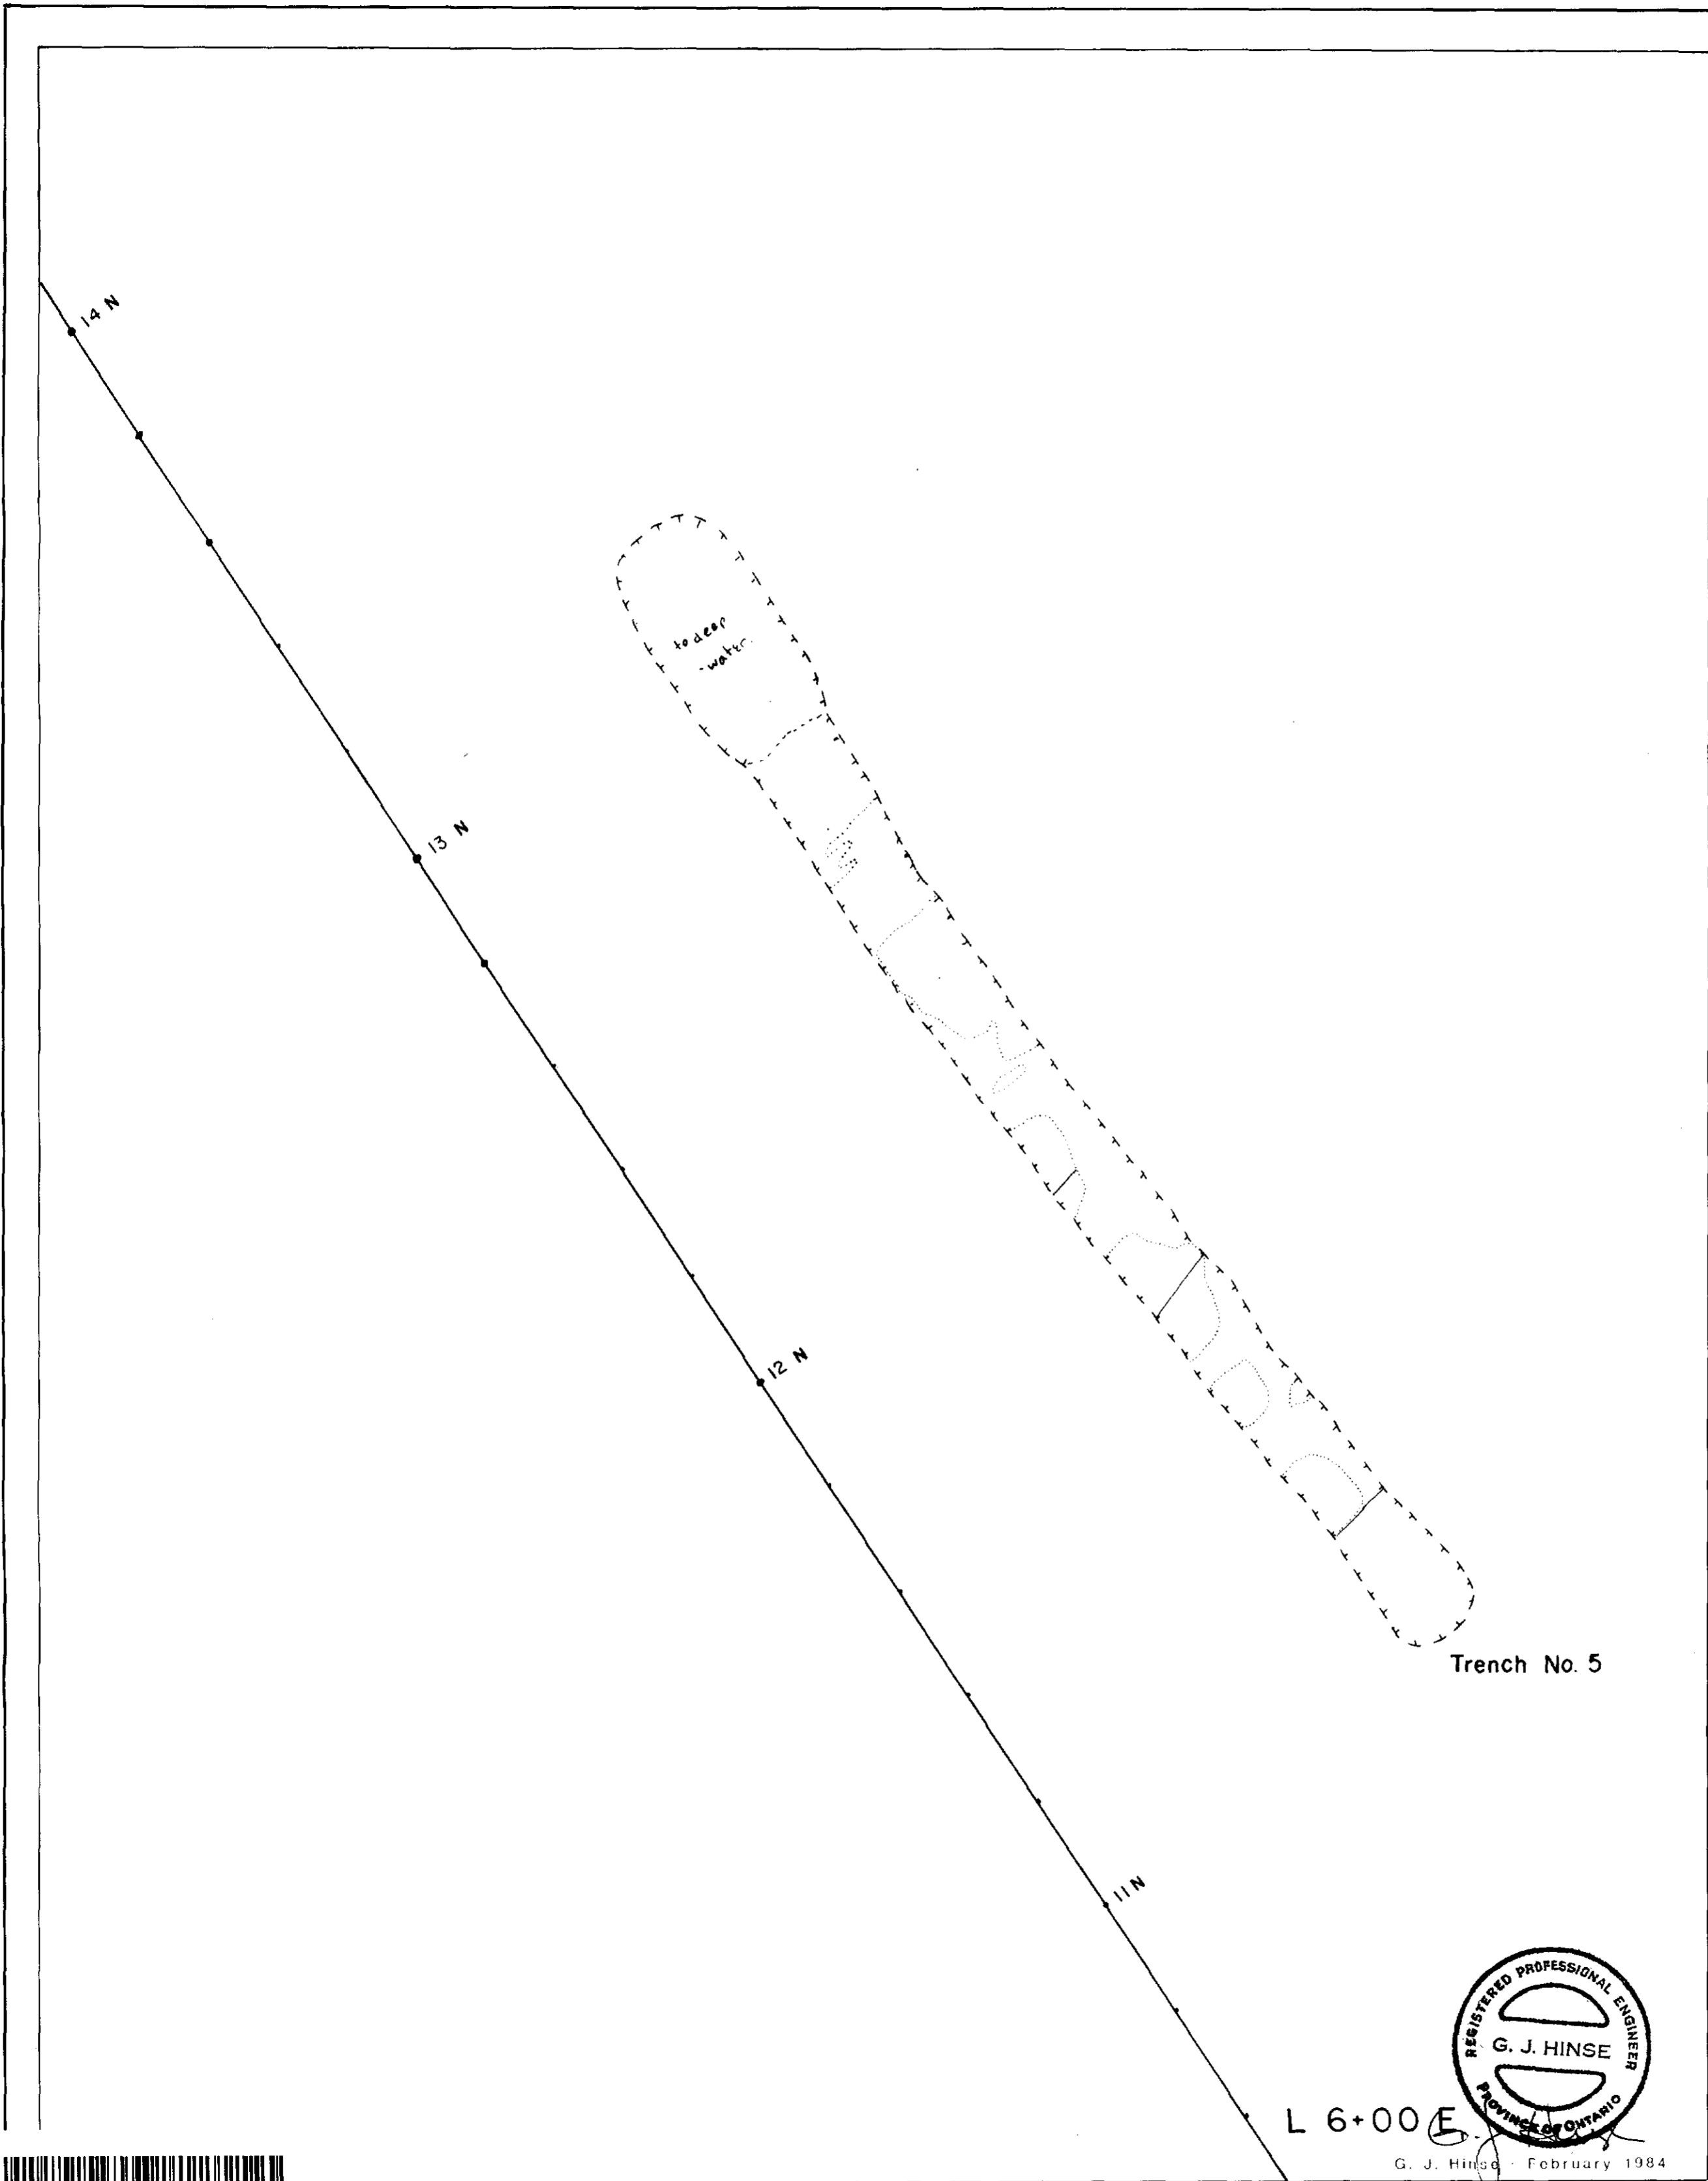 14 N
to deep
-water
13 N
12 N
Trench No. 5
11 N
REGISTERED PROFESSIONAL ENGINEER
G. J. HINSE
PROVINCE OF ONTARIO
L 6+00 E
G. J. Hinse - February 1984